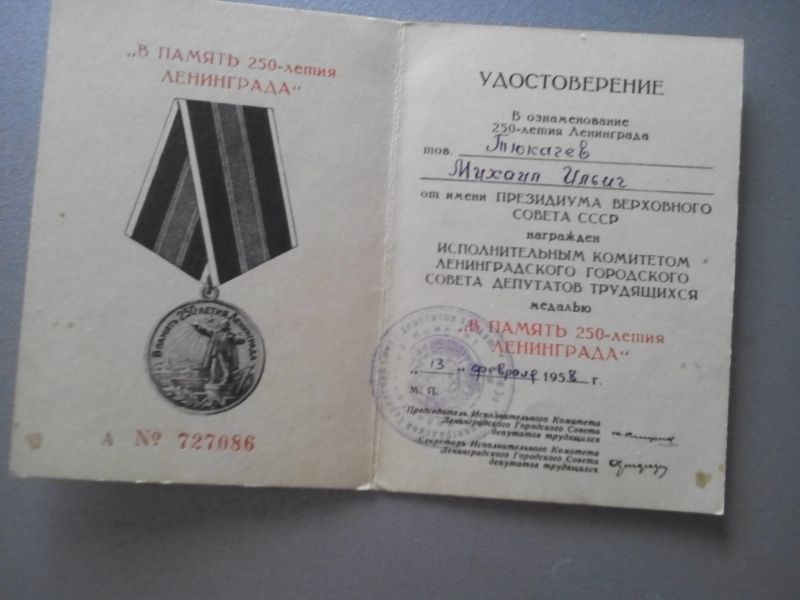 „В ПАМЯТЬ 250-летия
ЛЕНИНГРАДА“
В ПАМЯТЬ 250 ЛЕТИЯ ЛЕНИНГРАДА
А № 727086
УДОСТОВЕРЕНИЕ
В ознаменование
250-летия Ленинграда
тов. Тюкачев
Михаил Ильич
от имени ПРЕЗИДИУМА ВЕРХОВНОГО
СОВЕТА СССР
награжден
ИСПОЛНИТЕЛЬНЫМ КОМИТЕТОМ
ЛЕНИНГРАДСКОГО ГОРОДСКОГО
СОВЕТА ДЕПУТАТОВ ТРУДЯЩИХСЯ
медалью
„В ПАМЯТЬ 250-летия
ЛЕНИНГРАДА“
„ 13 „ февраля 1958 г.
М. П.
Председатель Исполнительного Комитета
Ленинградского Городского Совета
депутатов трудящихся
Секретарь Исполнительного Комитета
Ленинградского Городского Совета
депутатов трудящихся